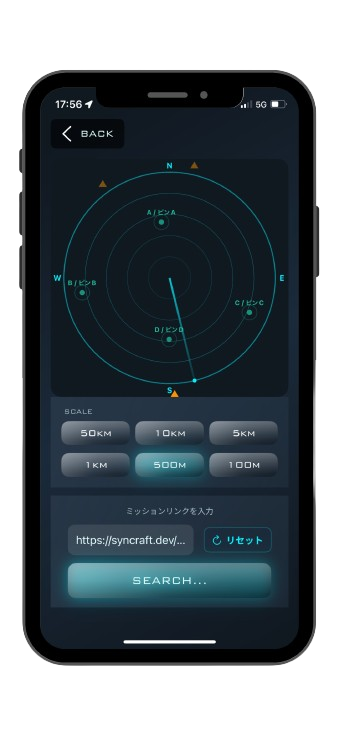 17:56 5G
BACK
N
A / ピンA
W
E
B / ピンB
C / ピンC
D / ピンD
S
SCALE
50KM 10KM 5KM
1KM 500M 100M
ミッションリンクを入力
https://syncraft.dev/... リセット
SEARCH...